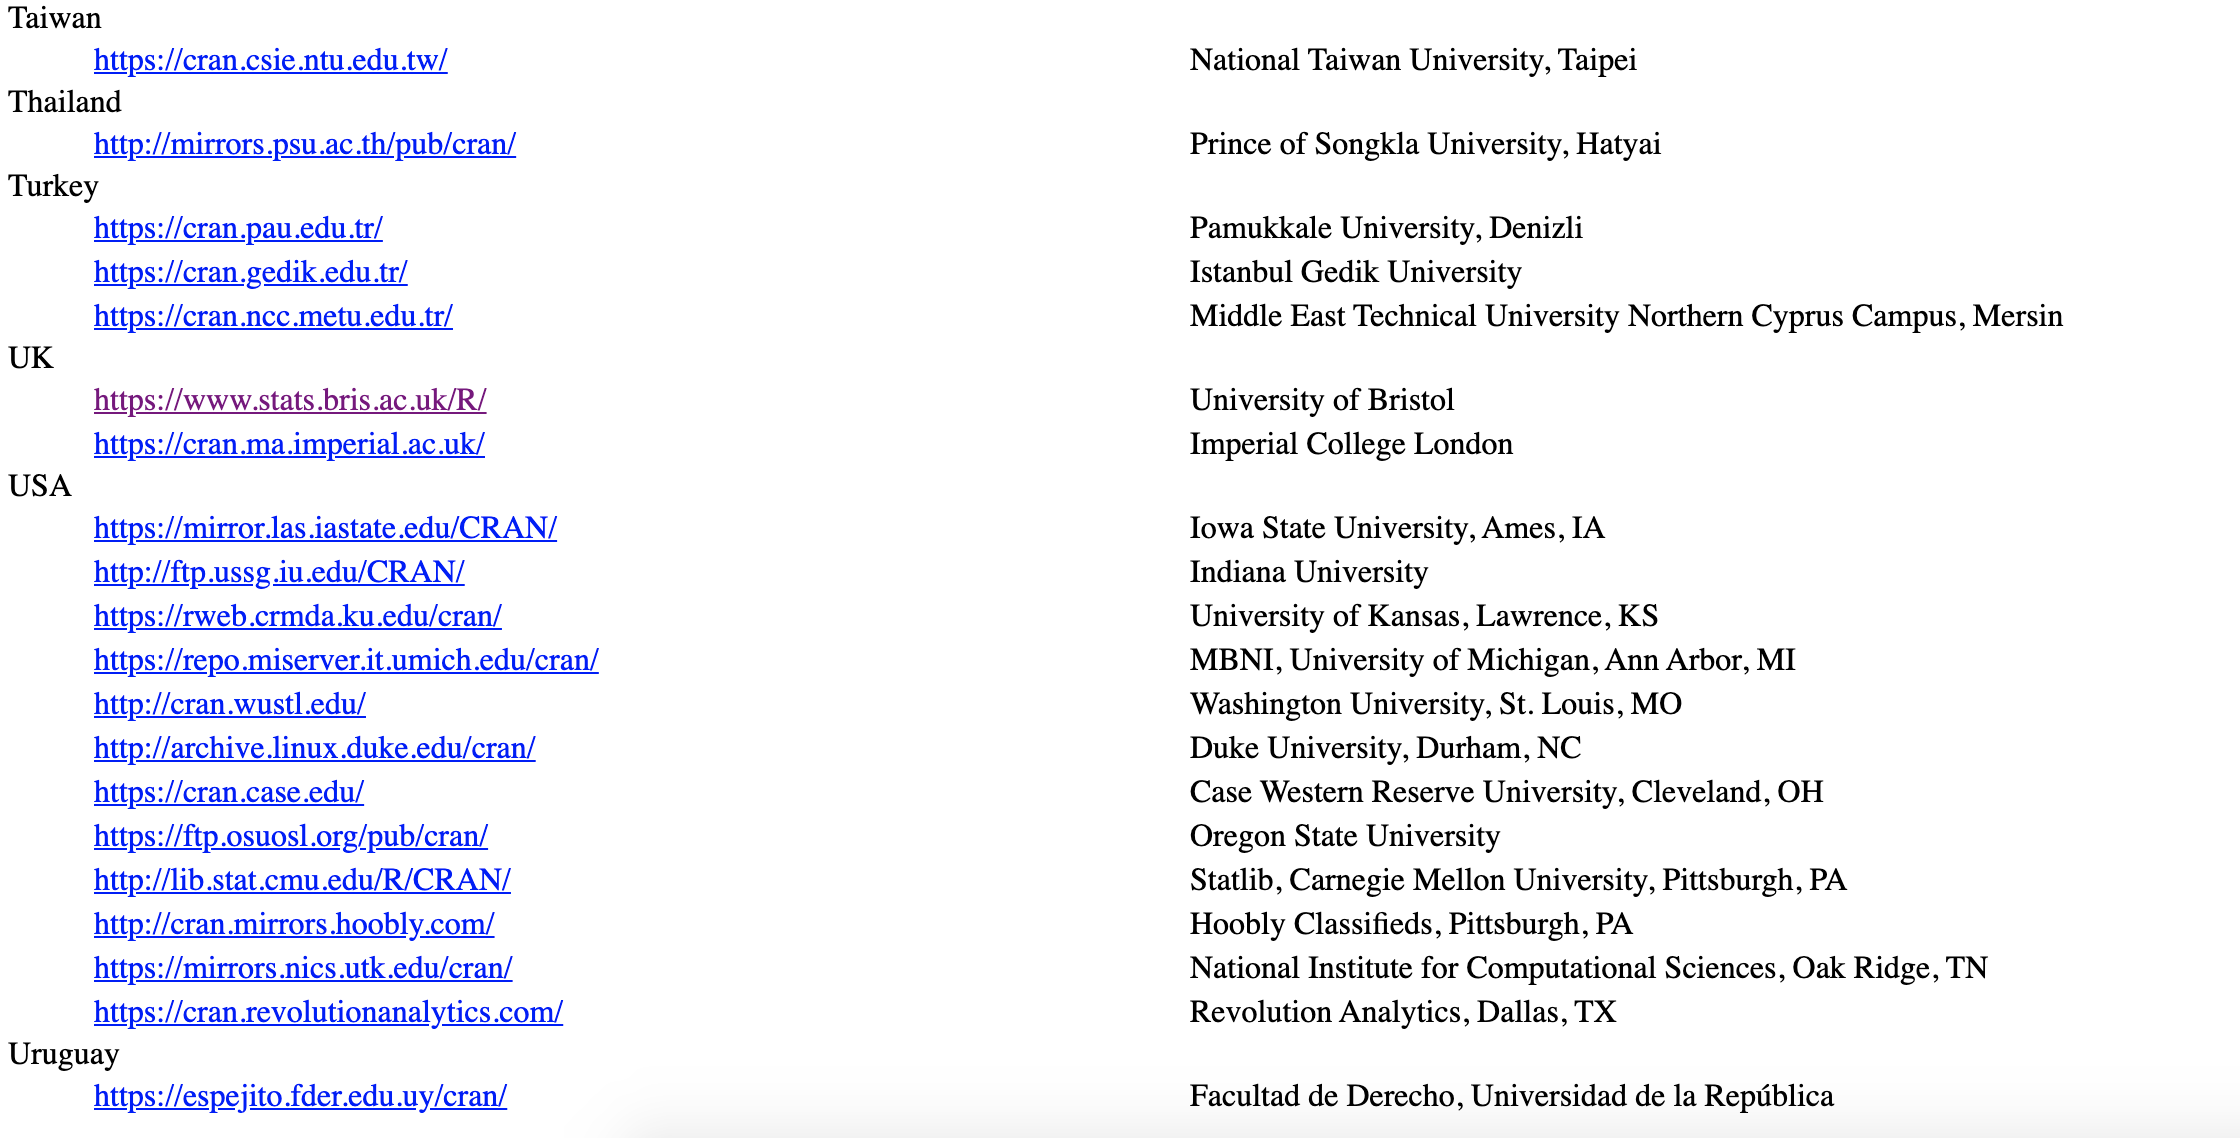 Taiwan
https://cran.csie.ntu.edu.tw/ National Taiwan University, Taipei
Thailand
http://mirrors.psu.ac.th/pub/cran/ Prince of Songkla University, Hatyai
Turkey
https://cran.pau.edu.tr/ Pamukkale University, Denizli
https://cran.gedik.edu.tr/ Istanbul Gedik University
https://cran.ncc.metu.edu.tr/ Middle East Technical University Northern Cyprus Campus, Mersin
UK
https://www.stats.bris.ac.uk/R/ University of Bristol
https://cran.ma.imperial.ac.uk/ Imperial College London
USA
https://mirror.las.iastate.edu/CRAN/ Iowa State University, Ames, IA
http://ftp.ussg.iu.edu/CRAN/ Indiana University
https://rweb.crmda.ku.edu/cran/ University of Kansas, Lawrence, KS
https://repo.miserver.it.umich.edu/cran/ MBNI, University of Michigan, Ann Arbor, MI
http://cran.wustl.edu/ Washington University, St. Louis, MO
http://archive.linux.duke.edu/cran/ Duke University, Durham, NC
https://cran.case.edu/ Case Western Reserve University, Cleveland, OH
https://ftp.osuosl.org/pub/cran/ Oregon State University
http://lib.stat.cmu.edu/R/CRAN/ Statlib, Carnegie Mellon University, Pittsburgh, PA
http://cran.mirrors.hoobly.com/ Hoobly Classifieds, Pittsburgh, PA
https://mirrors.nics.utk.edu/cran/ National Institute for Computational Sciences, Oak Ridge, TN
https://cran.revolutionanalytics.com/ Revolution Analytics, Dallas, TX
Uruguay
https://espejito.fder.edu.uy/cran/ Facultad de Derecho, Universidad de la República